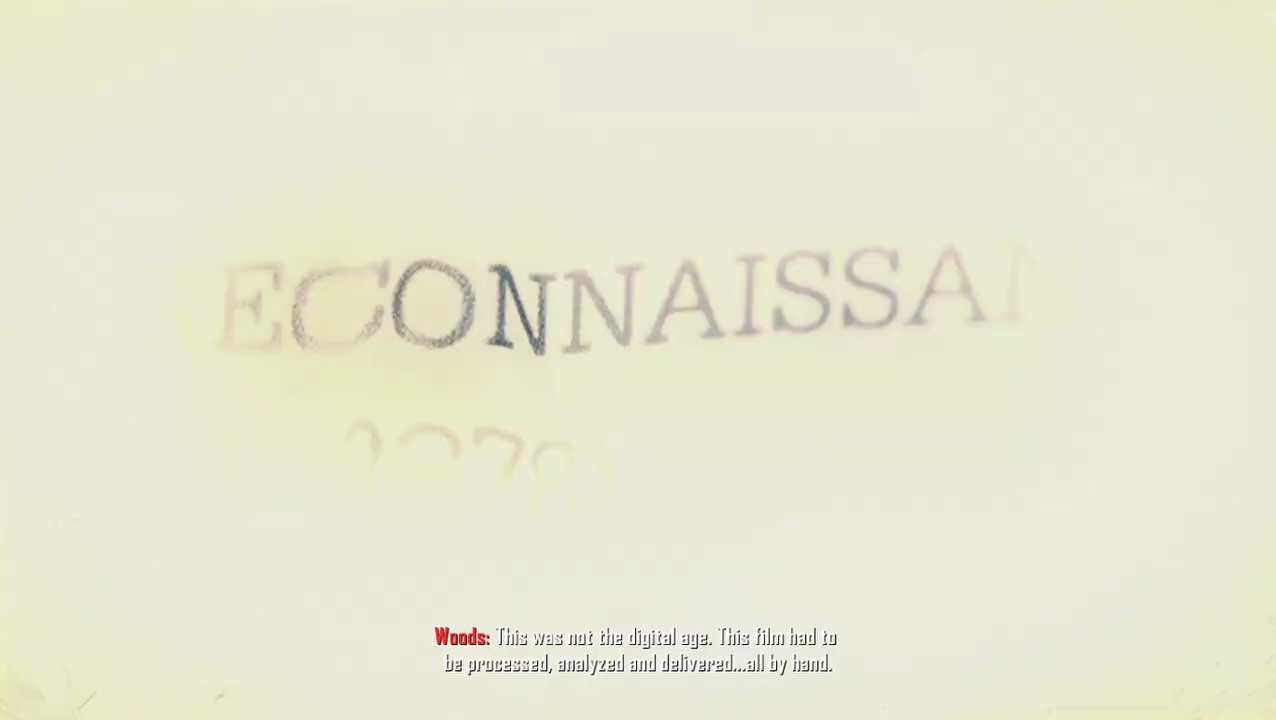 ECONNAISSAN
Woods: This was not the digital age. This film had to
be processed, analyzed and delivered...all by hand.